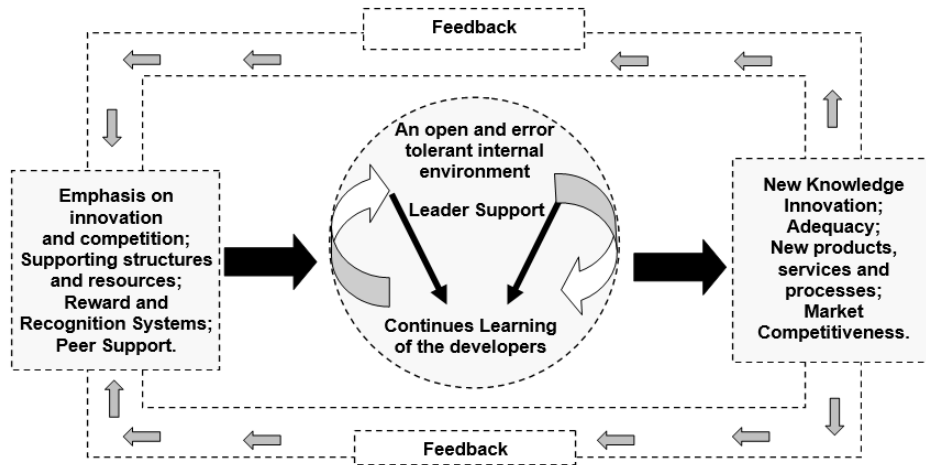 Feedback
Emphasis on
innovation
and competition;
Supporting structures
and resources;
Reward and
Recognition Systems;
Peer Support.
An open and error
tolerant internal
environment
Leader Support
Continues Learning
of the developers
New Knowledge
Innovation;
Adequacy;
New products,
services and
processes;
Market
Competitiveness.
Feedback